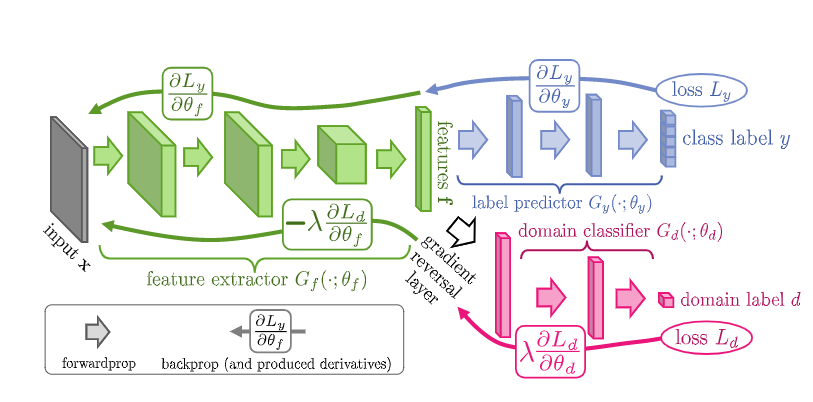 ∂L_y/∂θ_f
∂L_y/∂θ_y
loss L_y
features f
class label y
label predictor G_y(·;θ_y)
−λ ∂L_d/∂θ_f
input x
feature extractor G_f(·;θ_f)
gradient
reversal
layer
domain classifier G_d(·;θ_d)
domain label d
λ ∂L_d/∂θ_d
loss L_d
∂L_y/∂θ_f
forwardprop
backprop (and produced derivatives)